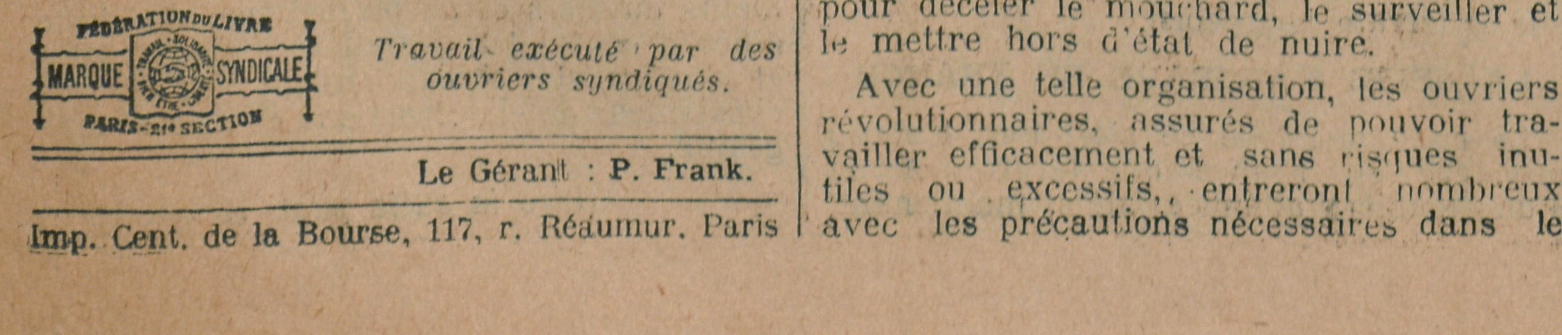 FÉDÉRATION DU LIVRE
MARQUE SYNDICALE
PARIS-21e SECTION
Travail exécuté par des
ouvriers syndiqués.
Le Gérant : P. Frank.
Imp. Cent. de la Bourse, 117, r. Réaumur. Paris
pour déceler le mouchard, le surveiller et
le mettre hors d'état de nuire.
Avec une telle organisation, les ouvriers
révolutionnaires, assurés de pouvoir tra-
vailler efficacement et sans risques inu-
tiles ou excessifs,, entreront nombreux
avec les précautions nécessaires dans le